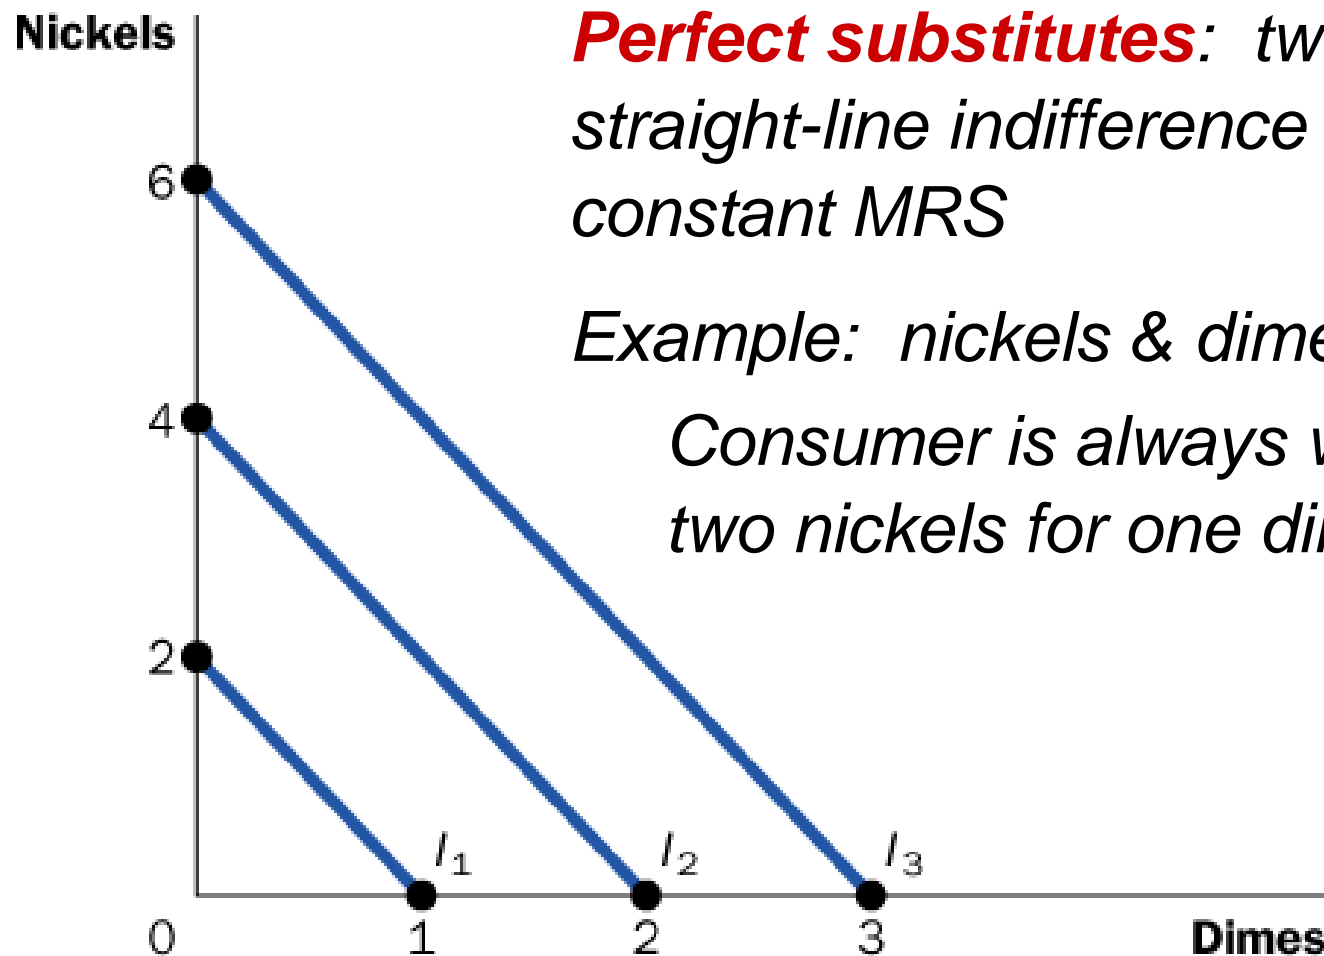 Nickels
Perfect substitutes: tw
straight-line indifference
constant MRS
Example: nickels & dime
Consumer is always
two nickels for one di
6
4
2
I1
I2
I3
0
1
2
3
Dimes